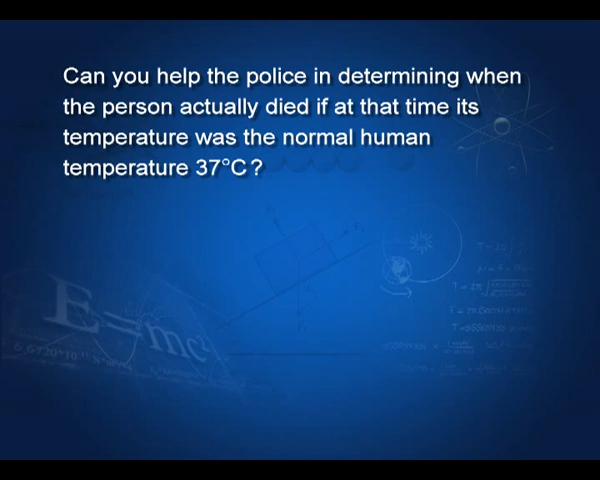 Can you help the police in determining when
the person actually died if at that time its
temperature was the normal human
temperature 37°C?
E=mc²